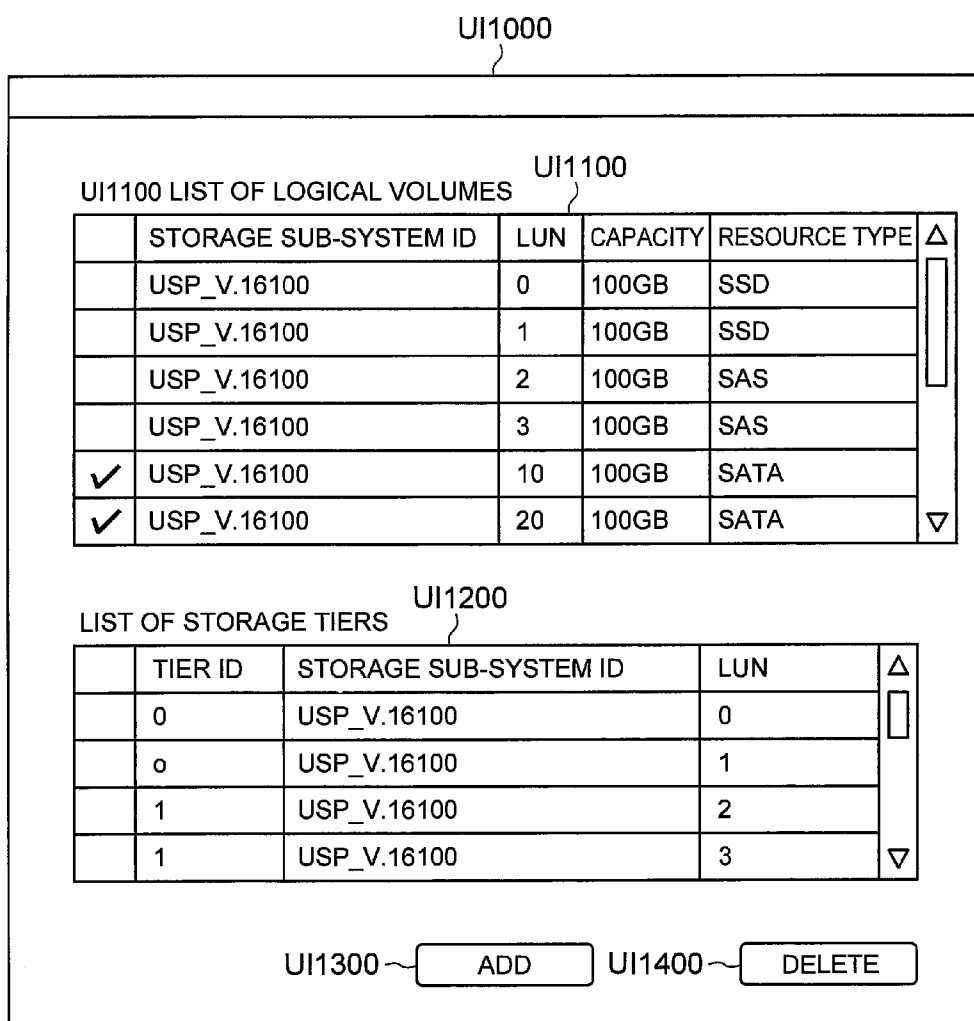 UI1000
UI1100
UI1100 LIST OF LOGICAL VOLUMES
STORAGE SUB-SYSTEM ID LUN CAPACITY RESOURCE TYPE
USP_V.16100 0 100GB SSD
USP_V.16100 1 100GB SSD
USP_V.16100 2 100GB SAS
USP_V.16100 3 100GB SAS
✓ USP_V.16100 10 100GB SATA
✓ USP_V.16100 20 100GB SATA
UI1200
LIST OF STORAGE TIERS
TIER ID STORAGE SUB-SYSTEM ID LUN
0 USP_V.16100 0
o USP_V.16100 1
1 USP_V.16100 2
1 USP_V.16100 3
UI1300 ADD UI1400 DELETE